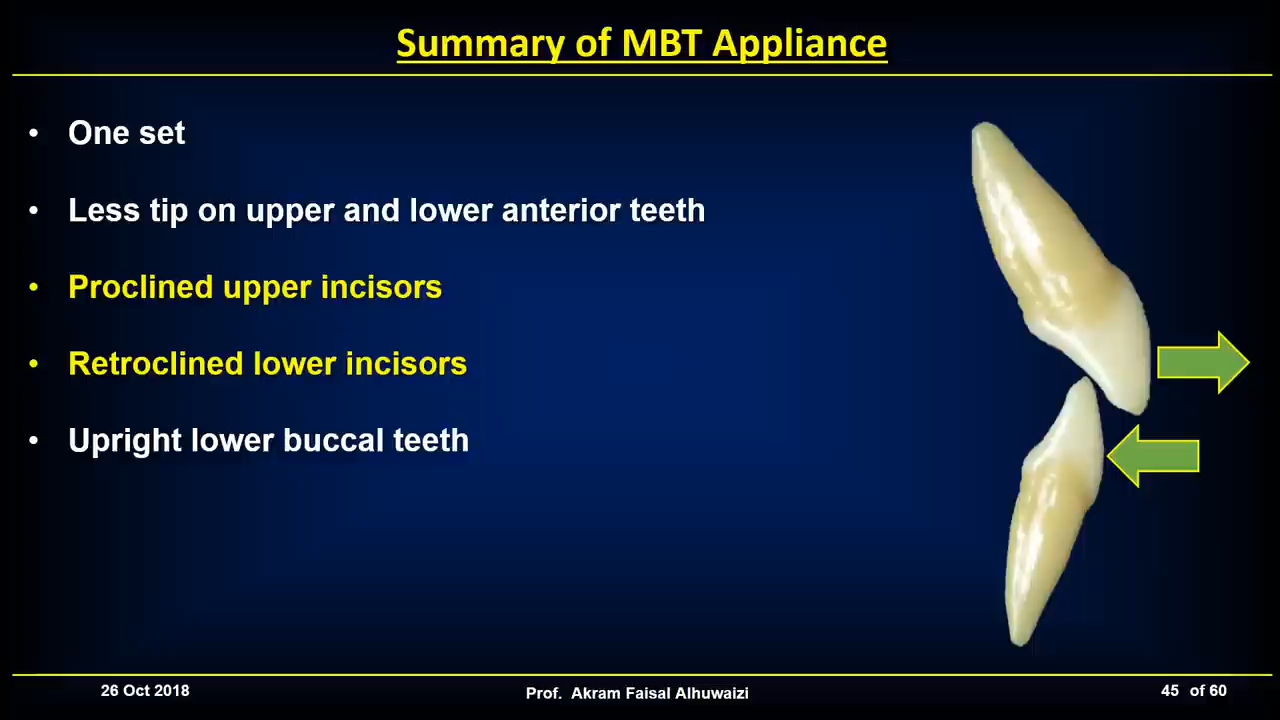 Summary of MBT Appliance
• One set
• Less tip on upper and lower anterior teeth
• Proclined upper incisors
• Retroclined lower incisors
• Upright lower buccal teeth
26 Oct 2018
Prof. Akram Faisal Alhuwaizi
45 of 60